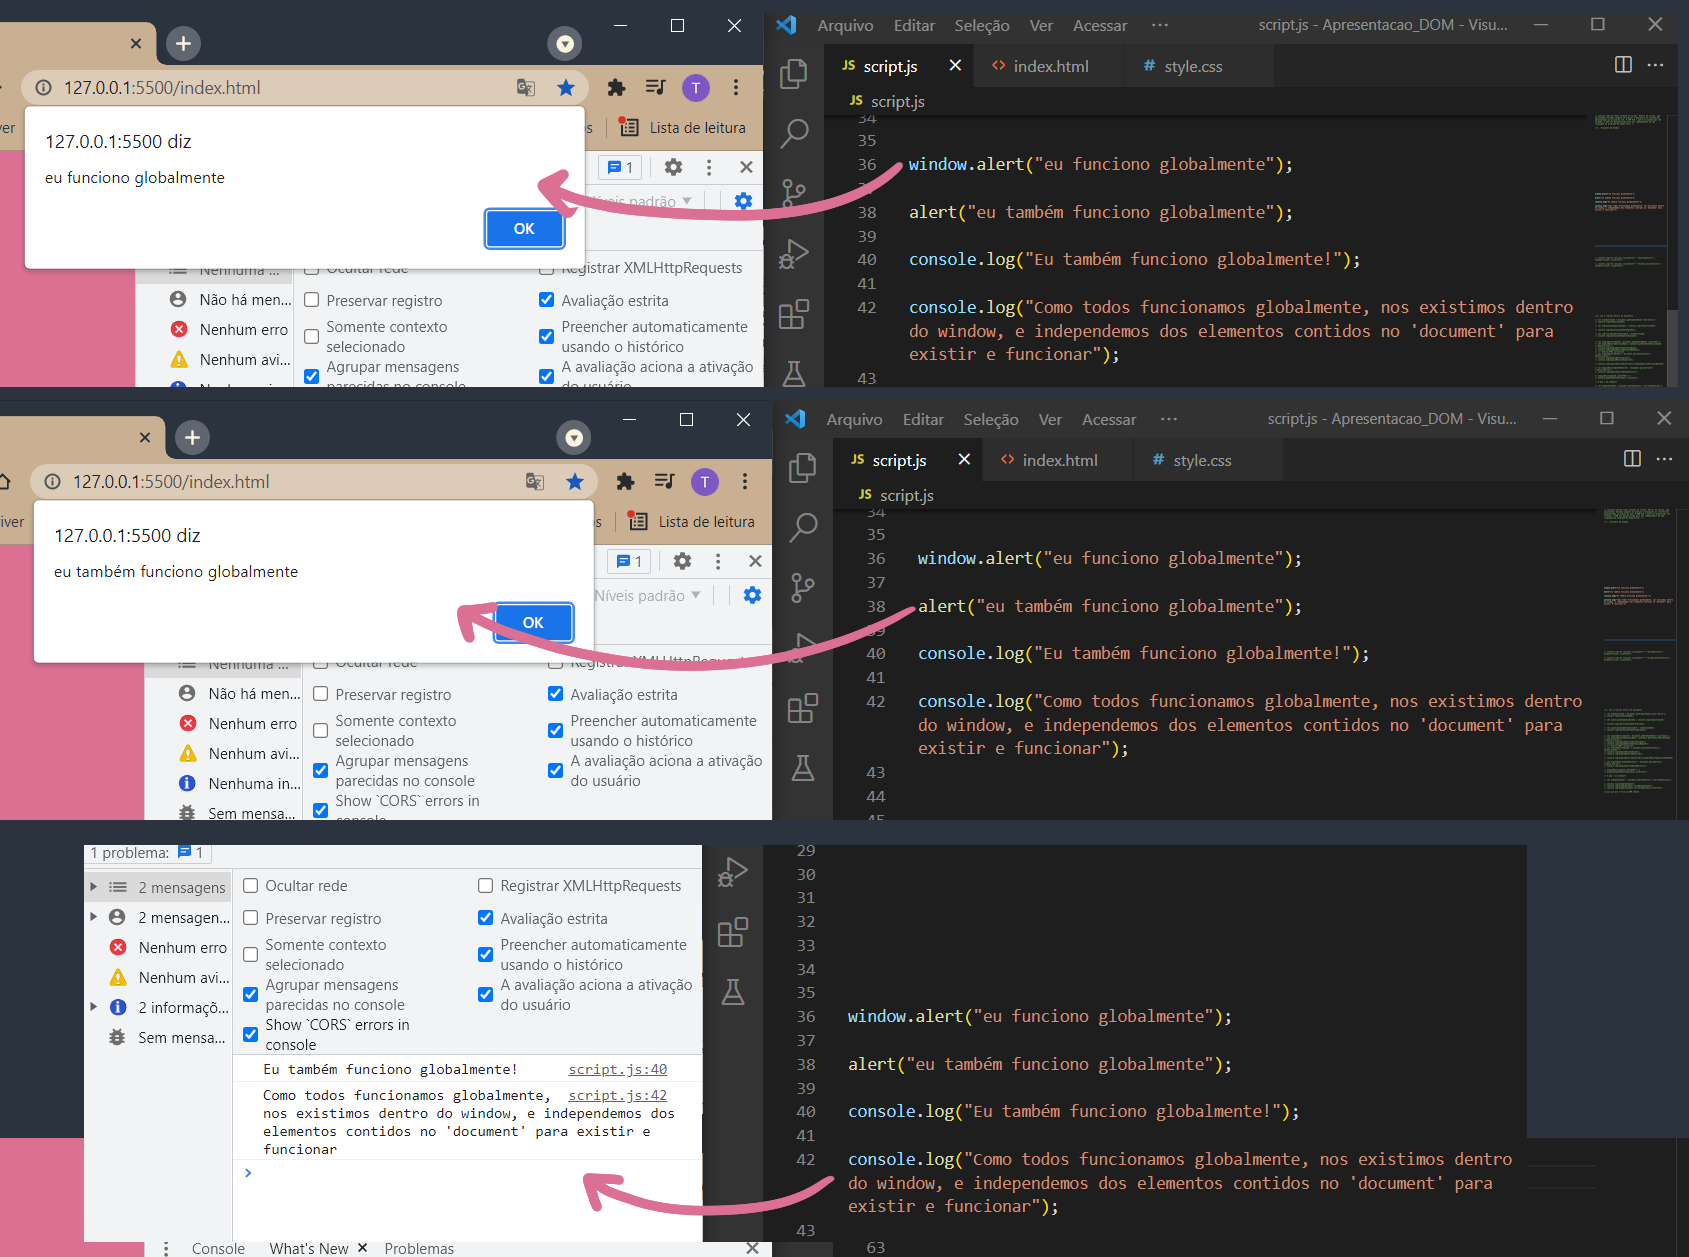 127.0.0.1:5500/index.html
T
ver
Lista de leitura
127.0.0.1:5500 diz
eu funciono globalmente
OK
1
padrão
Registrar XMLHttpRequests
Não há men...
Preservar registro
Avaliação estrita
Nenhum erro
Somente contexto
selecionado
Preencher automaticamente
usando o histórico
Nenhum avi...
Agrupar mensagens
parecidas no console
A avaliação aciona a ativação
do usuário
Arquivo Editar Seleção Ver Acessar ···
script.js - Apresentacao_DOM - Visu...
JS script.js
<> index.html
# style.css
JS script.js
34
35
36 window.alert("eu funciono globalmente");
38 alert("eu também funciono globalmente");
39
40 console.log("Eu também funciono globalmente!");
41
42 console.log("Como todos funcionamos globalmente, nos existimos dentro
do window, e independemos dos elementos contidos no 'document' para
existir e funcionar");
43
127.0.0.1:5500/index.html
T
iver
Lista de leitura
127.0.0.1:5500 diz
eu também funciono globalmente
OK
1
Níveis padrão
Não há men...
Preservar registro
Avaliação estrita
Nenhum erro
Somente contexto
selecionado
Preencher automaticamente
usando o histórico
Nenhum avi...
Agrupar mensagens
parecidas no console
A avaliação aciona a ativação
do usuário
Nenhuma in...
Show `CORS` errors in
console
Sem mensa...
Arquivo Editar Seleção Ver Acessar ···
script.js - Apresentacao_DOM - Visu...
JS script.js
<> index.html
# style.css
JS script.js
34
35
36 window.alert("eu funciono globalmente");
37
38 alert("eu também funciono globalmente");
39
40 console.log("Eu também funciono globalmente!");
41
42 console.log("Como todos funcionamos globalmente, nos existimos dentro
do window, e independemos dos elementos contidos no 'document' para
existir e funcionar");
43
44
45
1 problema: 1
2 mensagens
Ocultar rede
Registrar XMLHttpRequests
2 mensagen...
Preservar registro
Avaliação estrita
Nenhum erro
Somente contexto
selecionado
Preencher automaticamente
usando o histórico
Nenhum avi...
Agrupar mensagens
parecidas no console
A avaliação aciona a ativação
do usuário
2 informaçõ...
Show `CORS` errors in
console
Sem mensa...
Eu também funciono globalmente! script.js:40
Como todos funcionamos globalmente, script.js:42
nos existimos dentro do window, e independemos dos
elementos contidos no 'document' para existir e
funcionar
Console What's New Problemas
29
30
31
32
33
34
35
36 window.alert("eu funciono globalmente");
37
38 alert("eu também funciono globalmente");
39
40 console.log("Eu também funciono globalmente!");
41
42 console.log("Como todos funcionamos globalmente, nos existimos dentro
do window, e independemos dos elementos contidos no 'document' para
existir e funcionar");
43
63